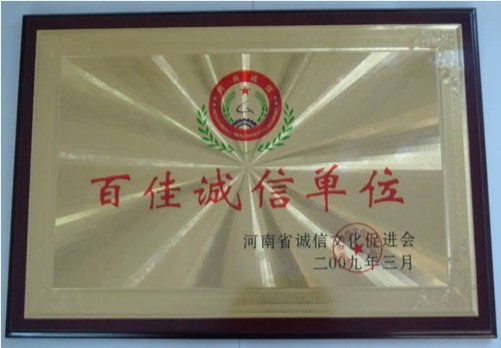 百佳诚信单位
河南省诚信文化促进会
二00九年三月